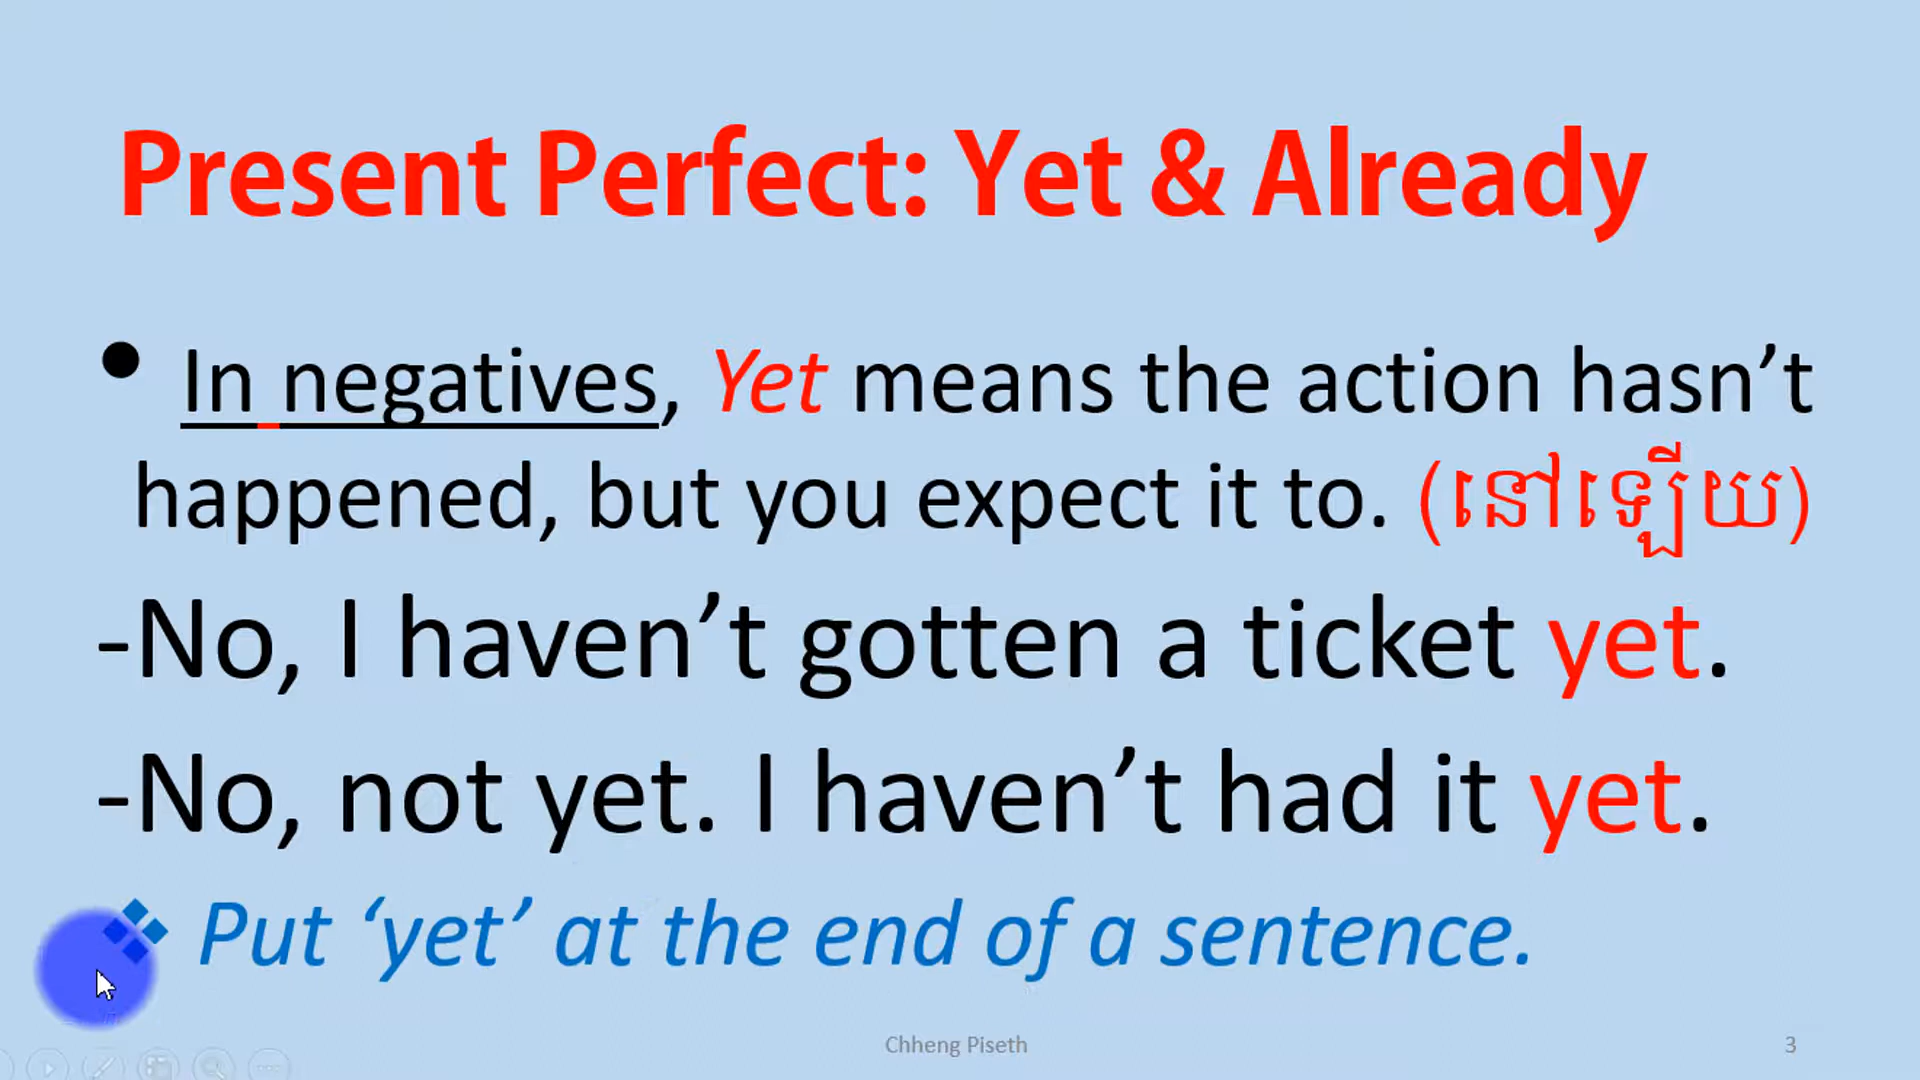 Present Perfect: Yet & Already
• In negatives, Yet means the action hasn’t
happened, but you expect it to. (នៅឡើយ)
-No, I haven’t gotten a ticket yet.
-No, not yet. I haven’t had it yet.
❖ Put ‘yet’ at the end of a sentence.
Chheng Piseth
3